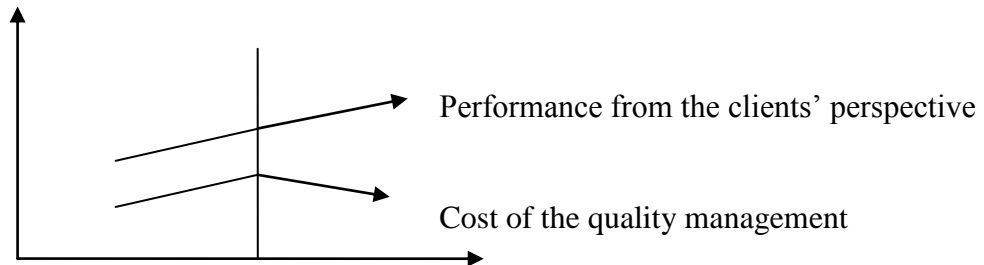 Performance from the clients’ perspective
Cost of the quality management